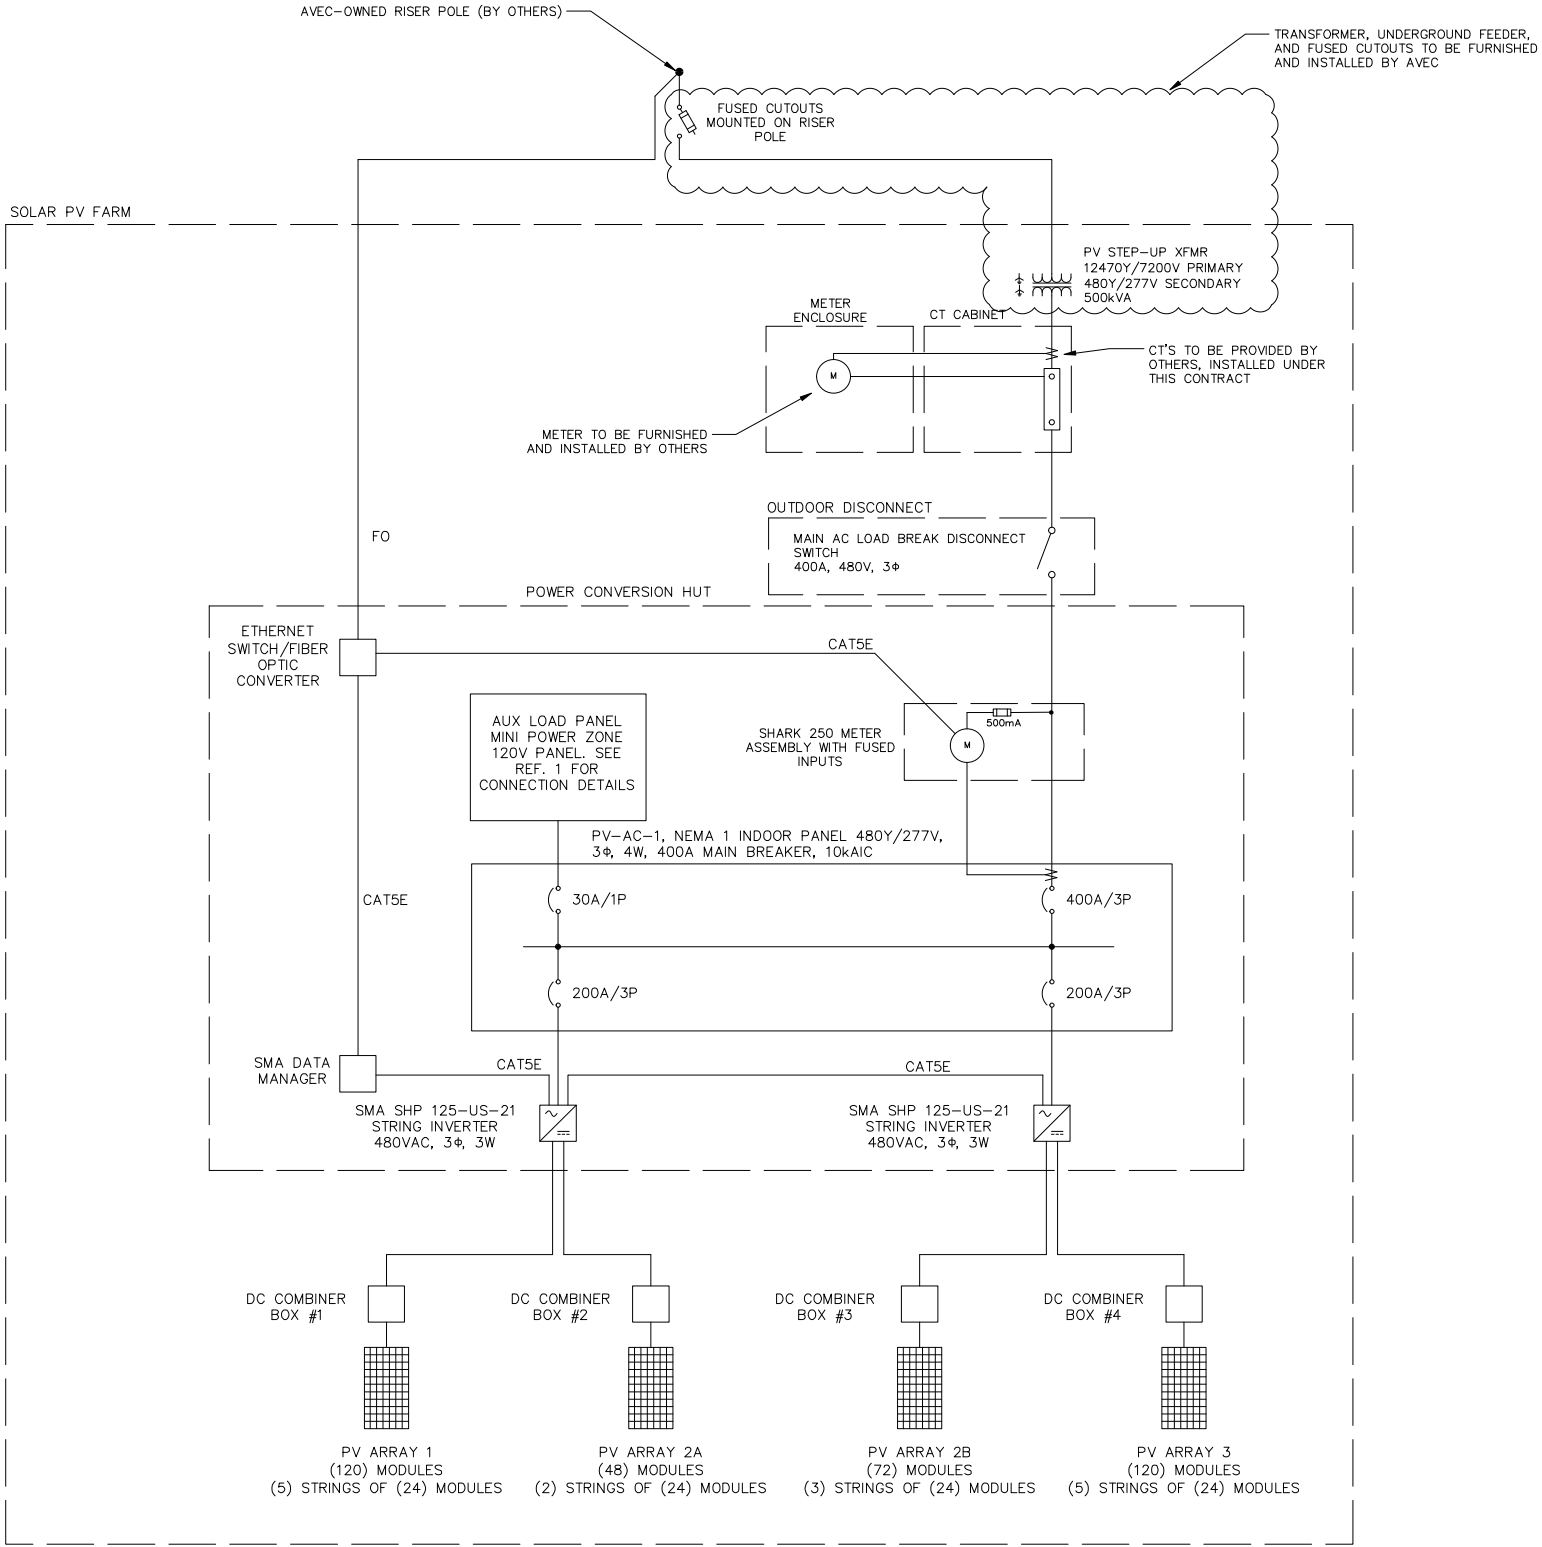 AVEC-OWNED RISER POLE (BY OTHERS)
TRANSFORMER, UNDERGROUND FEEDER,
AND FUSED CUTOUTS TO BE FURNISHED
AND INSTALLED BY AVEC
FUSED CUTOUTS
MOUNTED ON RISER
POLE
SOLAR PV FARM
PV STEP-UP XFMR
12470Y/7200V PRIMARY
480Y/277V SECONDARY
500kVA
METER
ENCLOSURE
CT CABINET
CT'S TO BE PROVIDED BY
OTHERS, INSTALLED UNDER
THIS CONTRACT
M
METER TO BE FURNISHED
AND INSTALLED BY OTHERS
OUTDOOR DISCONNECT
MAIN AC LOAD BREAK DISCONNECT
SWITCH
400A, 480V, 3Φ
FO
POWER CONVERSION HUT
ETHERNET
SWITCH/FIBER
OPTIC
CONVERTER
CAT5E
AUX LOAD PANEL
MINI POWER ZONE
120V PANEL. SEE
REF. 1 FOR
CONNECTION DETAILS
500mA
SHARK 250 METER
ASSEMBLY WITH FUSED
INPUTS
M
PV-AC-1, NEMA 1 INDOOR PANEL 480Y/277V,
3Φ, 4W, 400A MAIN BREAKER, 10kAIC
CAT5E
30A/1P
400A/3P
200A/3P
200A/3P
SMA DATA
MANAGER
CAT5E
CAT5E
SMA SHP 125-US-21
STRING INVERTER
480VAC, 3Φ, 3W
SMA SHP 125-US-21
STRING INVERTER
480VAC, 3Φ, 3W
DC COMBINER
BOX #1
DC COMBINER
BOX #2
DC COMBINER
BOX #3
DC COMBINER
BOX #4
PV ARRAY 1
(120) MODULES
(5) STRINGS OF (24) MODULES
PV ARRAY 2A
(48) MODULES
(2) STRINGS OF (24) MODULES
PV ARRAY 2B
(72) MODULES
(3) STRINGS OF (24) MODULES
PV ARRAY 3
(120) MODULES
(5) STRINGS OF (24) MODULES